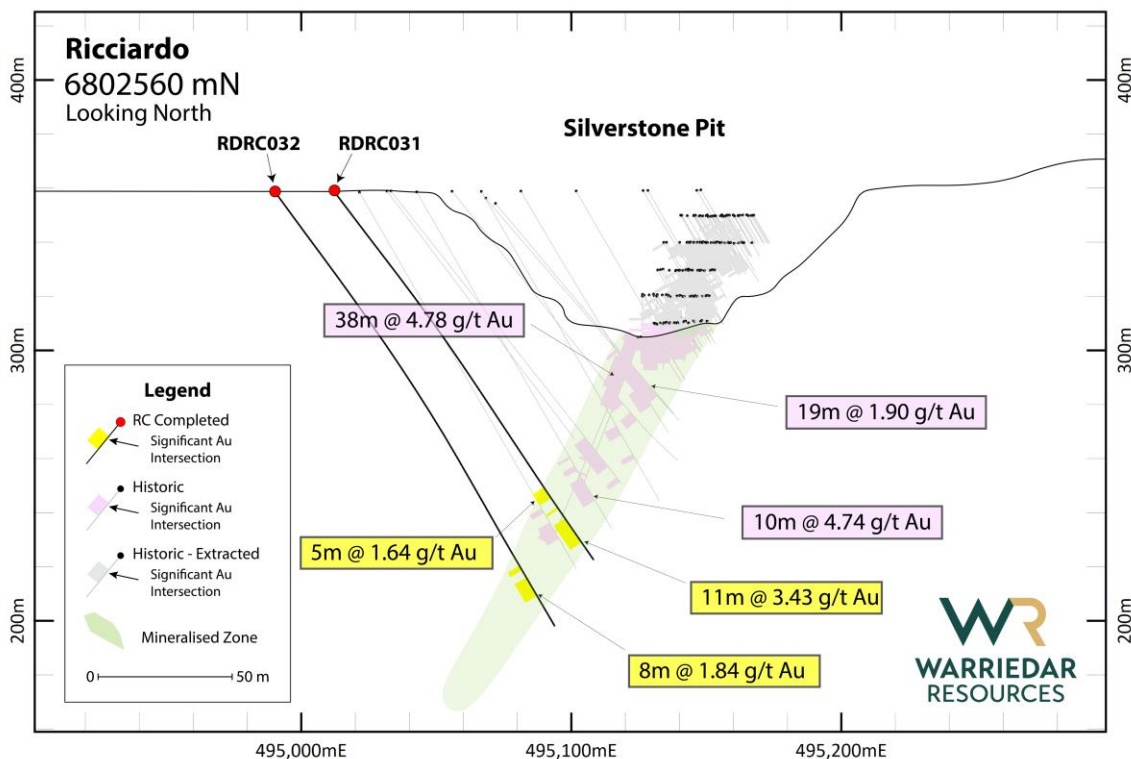 Ricciardo
6802560 mN
Looking North
400m
400m
Silverstone Pit
RDRC032
RDRC031
38m @ 4.78 g/t Au
300m
300m
19m @ 1.90 g/t Au
10m @ 4.74 g/t Au
5m @ 1.64 g/t Au
11m @ 3.43 g/t Au
8m @ 1.84 g/t Au
200m
200m
Legend
RC Completed
Significant Au
Intersection
Historic
Significant Au
Intersection
Historic - Extracted
Significant Au
Intersection
Mineralised Zone
0
50 m
WR
WARRIEDAR
RESOURCES
495,000mE
495,100mE
495,200mE